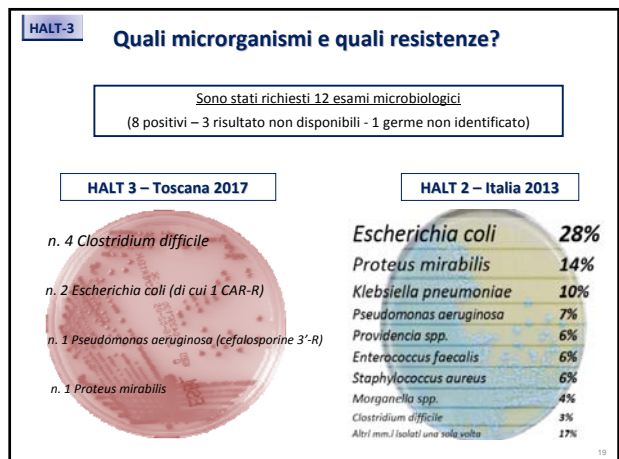 HALT-3
Quali microrganismi e quali resistenze?
Sono stati richiesti 12 esami microbiologici
(8 positivi – 3 risultato non disponibili - 1 germe non identificato)
HALT 3 – Toscana 2017
n. 4 Clostridium difficile
n. 2 Escherichia coli (di cui 1 CAR-R)
n. 1 Pseudomonas aeruginosa (cefalosporine 3'-R)
n. 1 Proteus mirabilis
HALT 2 – Italia 2013
Escherichia coli 28%
Proteus mirabilis 14%
Klebsiella pneumoniae 10%
Pseudomonas aeruginosa 7%
Providencia spp. 6%
Enterococcus faecalis 6%
Staphylococcus aureus 6%
Morganella spp. 4%
Clostridium difficile 3%
Altri mm.i isolati una sola volta 17%
19